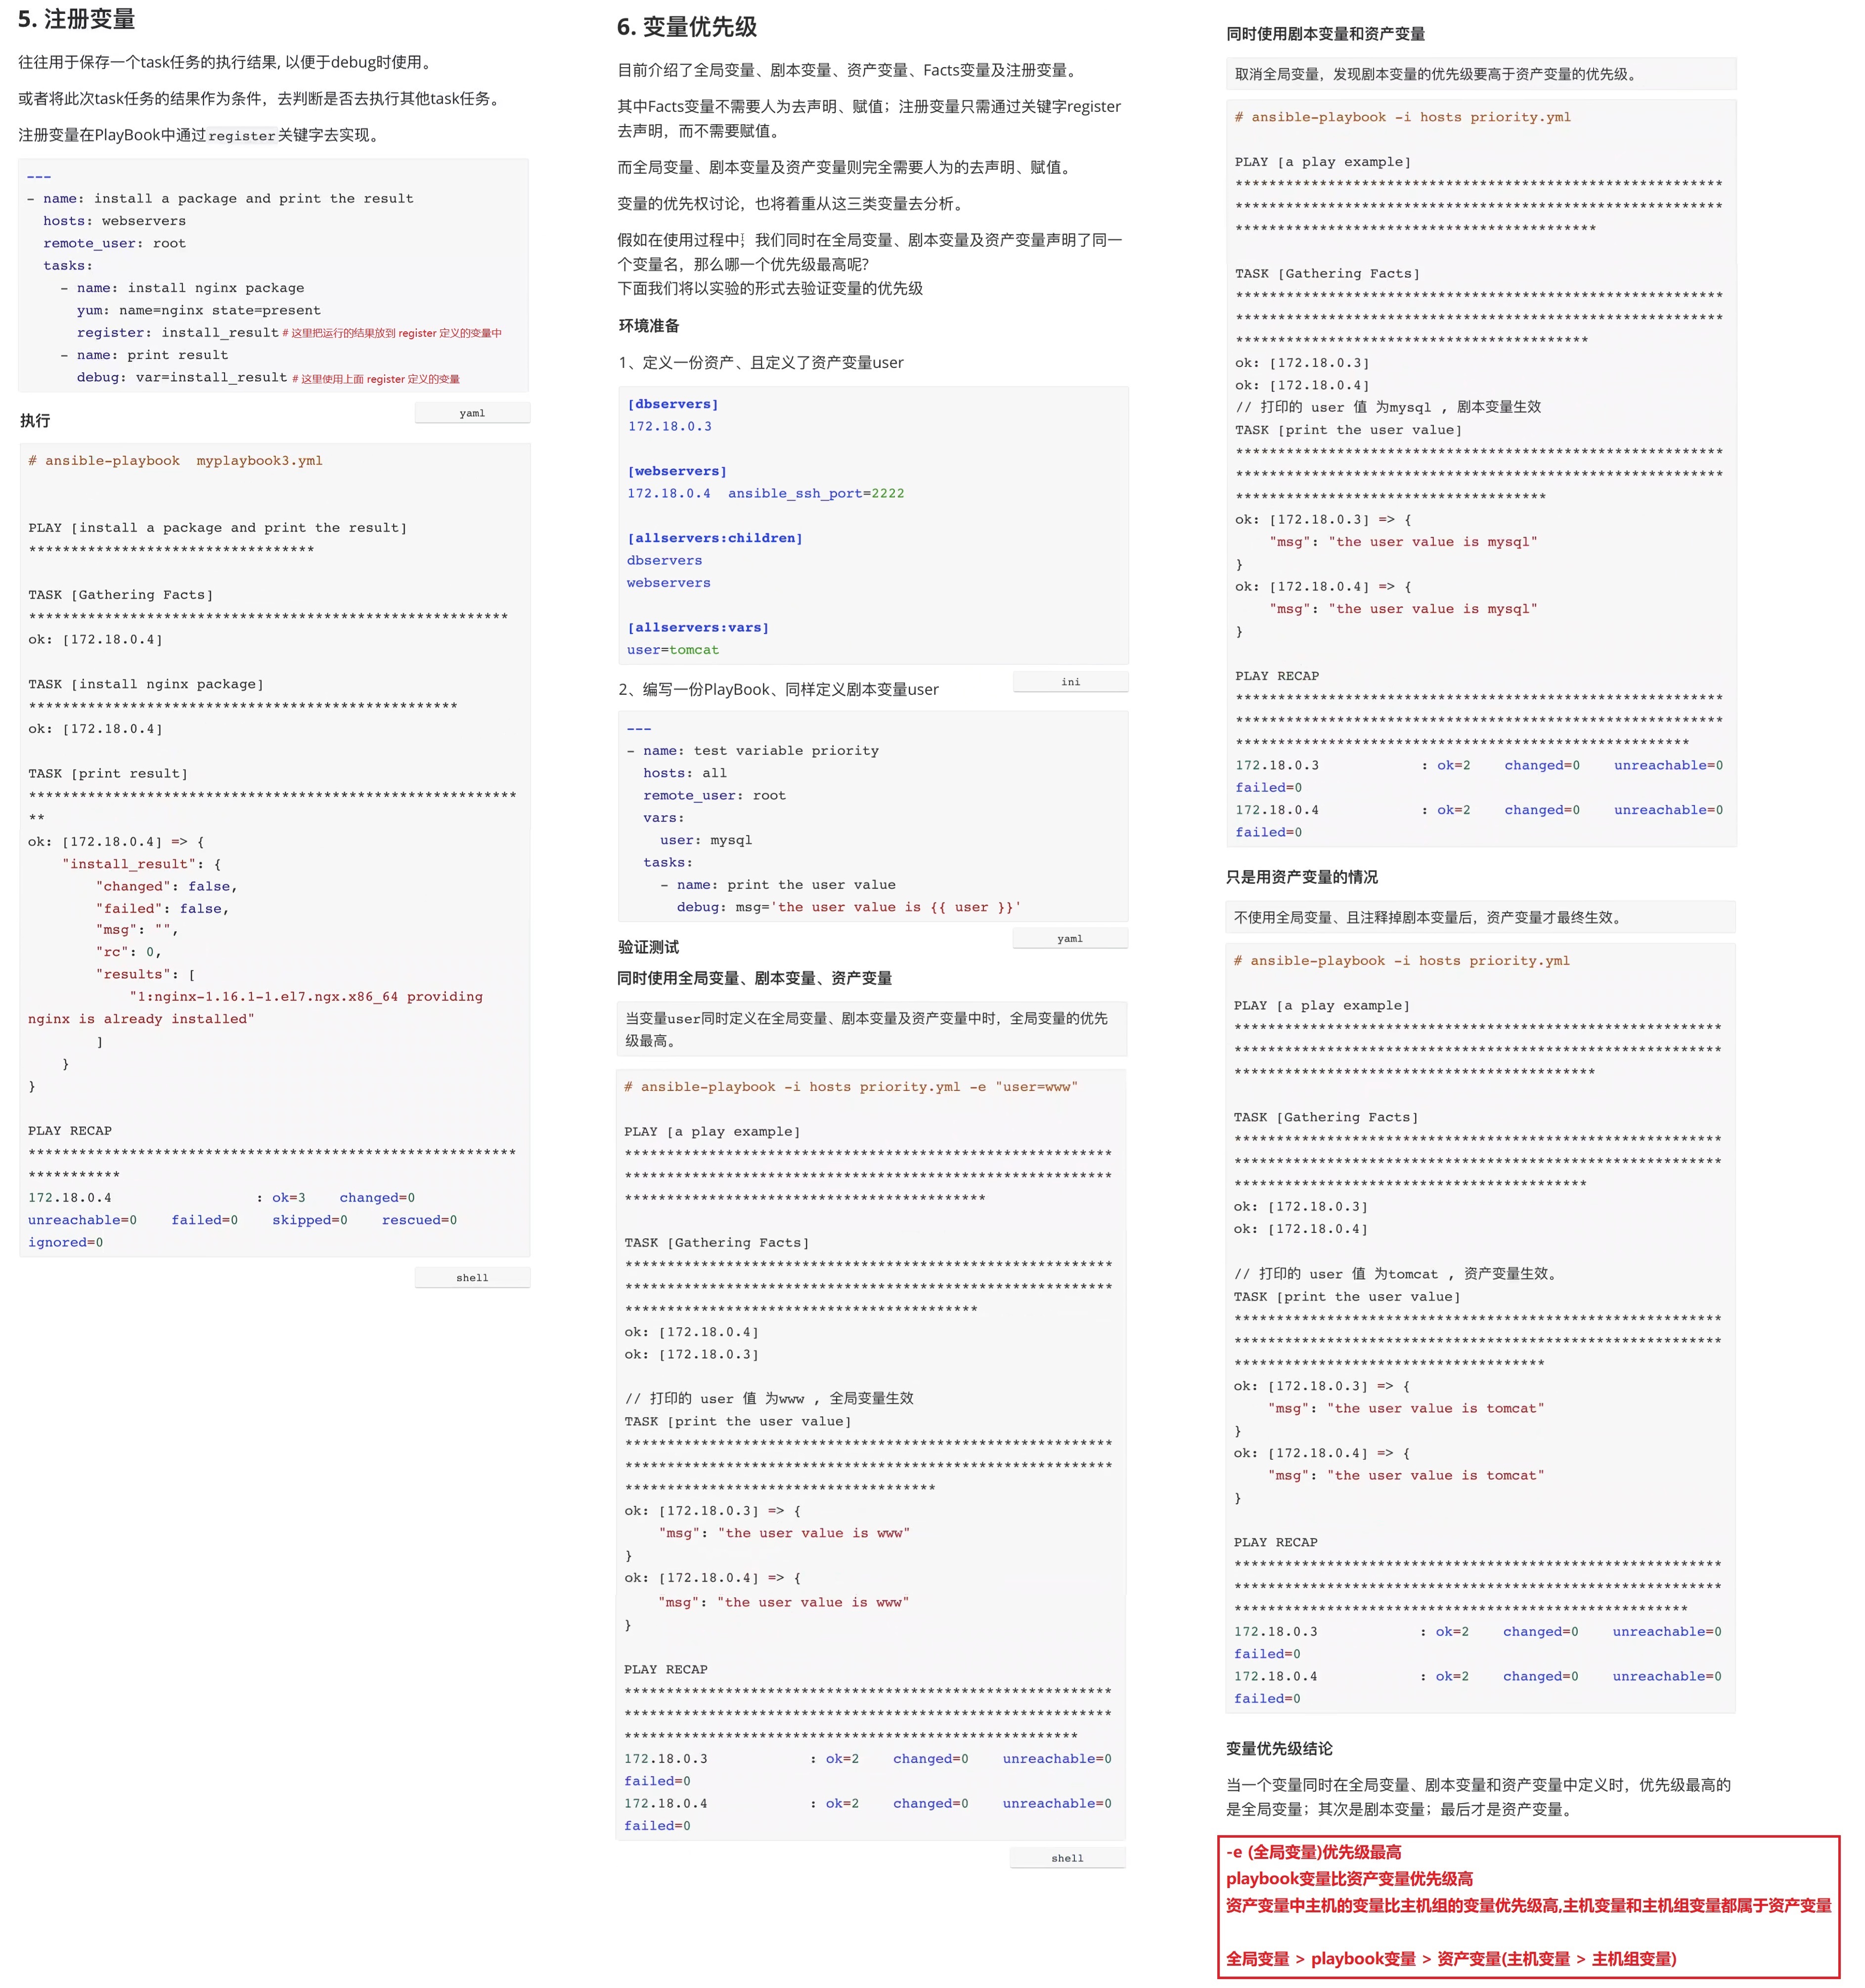 5. 注册变量
往往用于保存一个task任务的执行结果, 以便于debug时使用。
或者将此次task任务的结果作为条件，去判断是否去执行其他task任务。
注册变量在PlayBook中通过register关键字去实现。
---
- name: install a package and print the result
  hosts: webservers
  remote_user: root
  tasks:
    - name: install nginx package
      yum: name=nginx state=present
      register: install_result # 这里把运行的结果放到 register 定义的变量中
    - name: print result
      debug: var=install_result # 这里使用上面 register 定义的变量
yaml
执行
# ansible-playbook  myplaybook3.yml
PLAY [install a package and print the result]
**********************************
TASK [Gathering Facts]
*********************************************************
ok: [172.18.0.4]
TASK [install nginx package]
***************************************************
ok: [172.18.0.4]
TASK [print result]
**********************************************************
**
ok: [172.18.0.4] => {
    "install_result": {
        "changed": false,
        "failed": false,
        "msg": "",
        "rc": 0,
        "results": [
            "1:nginx-1.16.1-1.el7.ngx.x86_64 providing
nginx is already installed"
        ]
    }
}
PLAY RECAP
**********************************************************
***********
172.18.0.4                 : ok=3    changed=0
unreachable=0    failed=0    skipped=0    rescued=0
ignored=0
shell
6. 变量优先级
目前介绍了全局变量、剧本变量、资产变量、Facts变量及注册变量。
其中Facts变量不需要人为去声明、赋值；注册变量只需通过关键字register
去声明，而不需要赋值。
而全局变量、剧本变量及资产变量则完全需要人为的去声明、赋值。
变量的优先权讨论，也将着重从这三类变量去分析。
假如在使用过程中，我们同时在全局变量、剧本变量及资产变量声明了同一
个变量名，那么哪一个优先级最高呢?
下面我们将以实验的形式去验证变量的优先级
环境准备
1、定义一份资产、且定义了资产变量user
[dbservers]
172.18.0.3
[webservers]
172.18.0.4  ansible_ssh_port=2222
[allservers:children]
dbservers
webservers
[allservers:vars]
user=tomcat
ini
2、编写一份PlayBook、同样定义剧本变量user
---
- name: test variable priority
  hosts: all
  remote_user: root
  vars:
    user: mysql
  tasks:
    - name: print the user value
      debug: msg='the user value is {{ user }}'
yaml
验证测试
同时使用全局变量、剧本变量、资产变量
当变量user同时定义在全局变量、剧本变量及资产变量中时，全局变量的优先
级最高。
# ansible-playbook -i hosts priority.yml -e "user=www"
PLAY [a play example]
**********************************************************
**********************************************************
*******************************************
TASK [Gathering Facts]
**********************************************************
**********************************************************
******************************************
ok: [172.18.0.4]
ok: [172.18.0.3]
// 打印的 user 值 为www , 全局变量生效
TASK [print the user value]
**********************************************************
**********************************************************
*************************************
ok: [172.18.0.3] => {
    "msg": "the user value is www"
}
ok: [172.18.0.4] => {
    "msg": "the user value is www"
}
PLAY RECAP
**********************************************************
**********************************************************
******************************************************
172.18.0.3            : ok=2    changed=0    unreachable=0
failed=0
172.18.0.4            : ok=2    changed=0    unreachable=0
failed=0
shell
同时使用剧本变量和资产变量
取消全局变量，发现剧本变量的优先级要高于资产变量的优先级。
# ansible-playbook -i hosts priority.yml
PLAY [a play example]
**********************************************************
**********************************************************
*******************************************
TASK [Gathering Facts]
**********************************************************
**********************************************************
******************************************
ok: [172.18.0.3]
ok: [172.18.0.4]
// 打印的 user 值 为mysql , 剧本变量生效
TASK [print the user value]
**********************************************************
**********************************************************
*************************************
ok: [172.18.0.3] => {
    "msg": "the user value is mysql"
}
ok: [172.18.0.4] => {
    "msg": "the user value is mysql"
}
PLAY RECAP
**********************************************************
**********************************************************
******************************************************
172.18.0.3            : ok=2    changed=0    unreachable=0
failed=0
172.18.0.4            : ok=2    changed=0    unreachable=0
failed=0
只是用资产变量的情况
不使用全局变量、且注释掉剧本变量后，资产变量才最终生效。
# ansible-playbook -i hosts priority.yml
PLAY [a play example]
**********************************************************
**********************************************************
*******************************************
TASK [Gathering Facts]
**********************************************************
**********************************************************
******************************************
ok: [172.18.0.3]
ok: [172.18.0.4]
// 打印的 user 值 为tomcat , 资产变量生效。
TASK [print the user value]
**********************************************************
**********************************************************
*************************************
ok: [172.18.0.3] => {
    "msg": "the user value is tomcat"
}
ok: [172.18.0.4] => {
    "msg": "the user value is tomcat"
}
PLAY RECAP
**********************************************************
**********************************************************
******************************************************
172.18.0.3            : ok=2    changed=0    unreachable=0
failed=0
172.18.0.4            : ok=2    changed=0    unreachable=0
failed=0
变量优先级结论
当一个变量同时在全局变量、剧本变量和资产变量中定义时，优先级最高的
是全局变量；其次是剧本变量；最后才是资产变量。
-e (全局变量)优先级最高
playbook变量比资产变量优先级高
资产变量中主机的变量比主机组的变量优先级高,主机变量和主机组变量都属于资产变量
全局变量 > playbook变量 > 资产变量(主机变量 > 主机组变量)